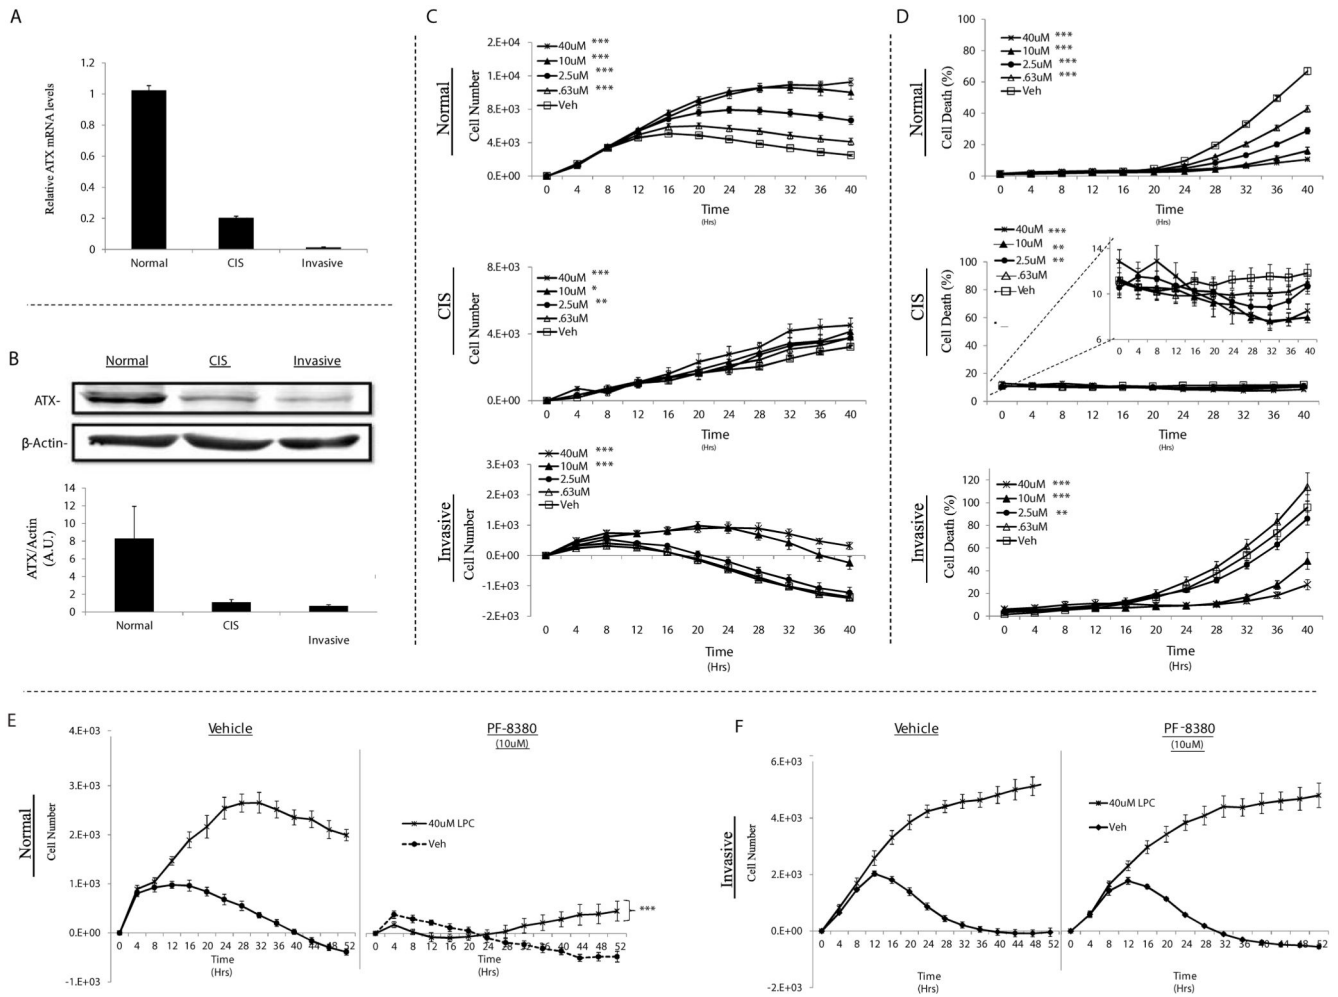 A
Relative ATX mRNA levels
1.2
1
0.8
0.6
0.4
0.2
0
Normal CIS Invasive
B
Normal CIS Invasive
ATX-
β-Actin-
ATX/Actin
(A.U.)
14
12
10
8
6
4
2
0
Normal CIS Invasive
C
Normal
Cell Number
2.E+04
1.E+04
8.E+03
4.E+03
0.E+00
40uM ***
10uM ***
2.5uM ***
.63uM ***
Veh
0 4 8 12 16 20 24 28 32 36 40
Time
(Hrs)
CIS
Cell Number
8.E+03
4.E+03
0.E+00
40uM ***
10uM *
2.5uM **
.63uM
Veh
0 4 8 12 16 20 24 28 32 36 40
Time
(Hrs)
Invasive
Cell Number
3.E+03
2.E+03
1.E+03
0.E+00
-1.E+03
-2.E+03
40uM ***
10uM ***
2.5uM
.63uM
Veh
0 4 8 12 16 20 24 28 32 36 40
Time
(Hrs)
D
Normal
Cell Death (%)
100
80
60
40
20
0
40uM ***
10uM ***
2.5uM ***
.63uM ***
Veh
0 4 8 12 16 20 24 28 32 36 40
Time
(Hrs)
CIS
Cell Death (%)
100
80
60
40
20
0
40uM ***
10uM **
2.5uM **
.63uM
Veh
14
10
6
0 4 8 12 16 20 24 28 32 36 40
0 4 8 12 16 20 24 28 32 36 40
Time
(Hrs)
Invasive
Cell Death (%)
120
100
80
60
40
20
0
40uM ***
10uM ***
2.5uM **
.63uM
Veh
0 4 8 12 16 20 24 28 32 36 40
Time
(Hrs)
E
Vehicle
PF-8380
(10uM)
Normal
Cell Number
4.E+03
3.E+03
2.E+03
1.E+03
0.E+00
-1.E+03
0 4 8 12 16 20 24 28 32 36 40 44 48 52
Time
(Hrs)
40uM LPC
Veh
***
0 4 8 12 16 20 24 28 32 36 40 44 48 52
Time
(Hrs)
F
Vehicle
PF-8380
(10uM)
Invasive
Cell Number
6.E+03
4.E+03
2.E+03
0.E+00
-2.E+03
0 4 8 12 16 20 24 28 32 36 40 44 48 52
Time
(Hrs)
40uM LPC
Veh
0 4 8 12 16 20 24 28 32 36 40 44 48 52
Time
(Hrs)